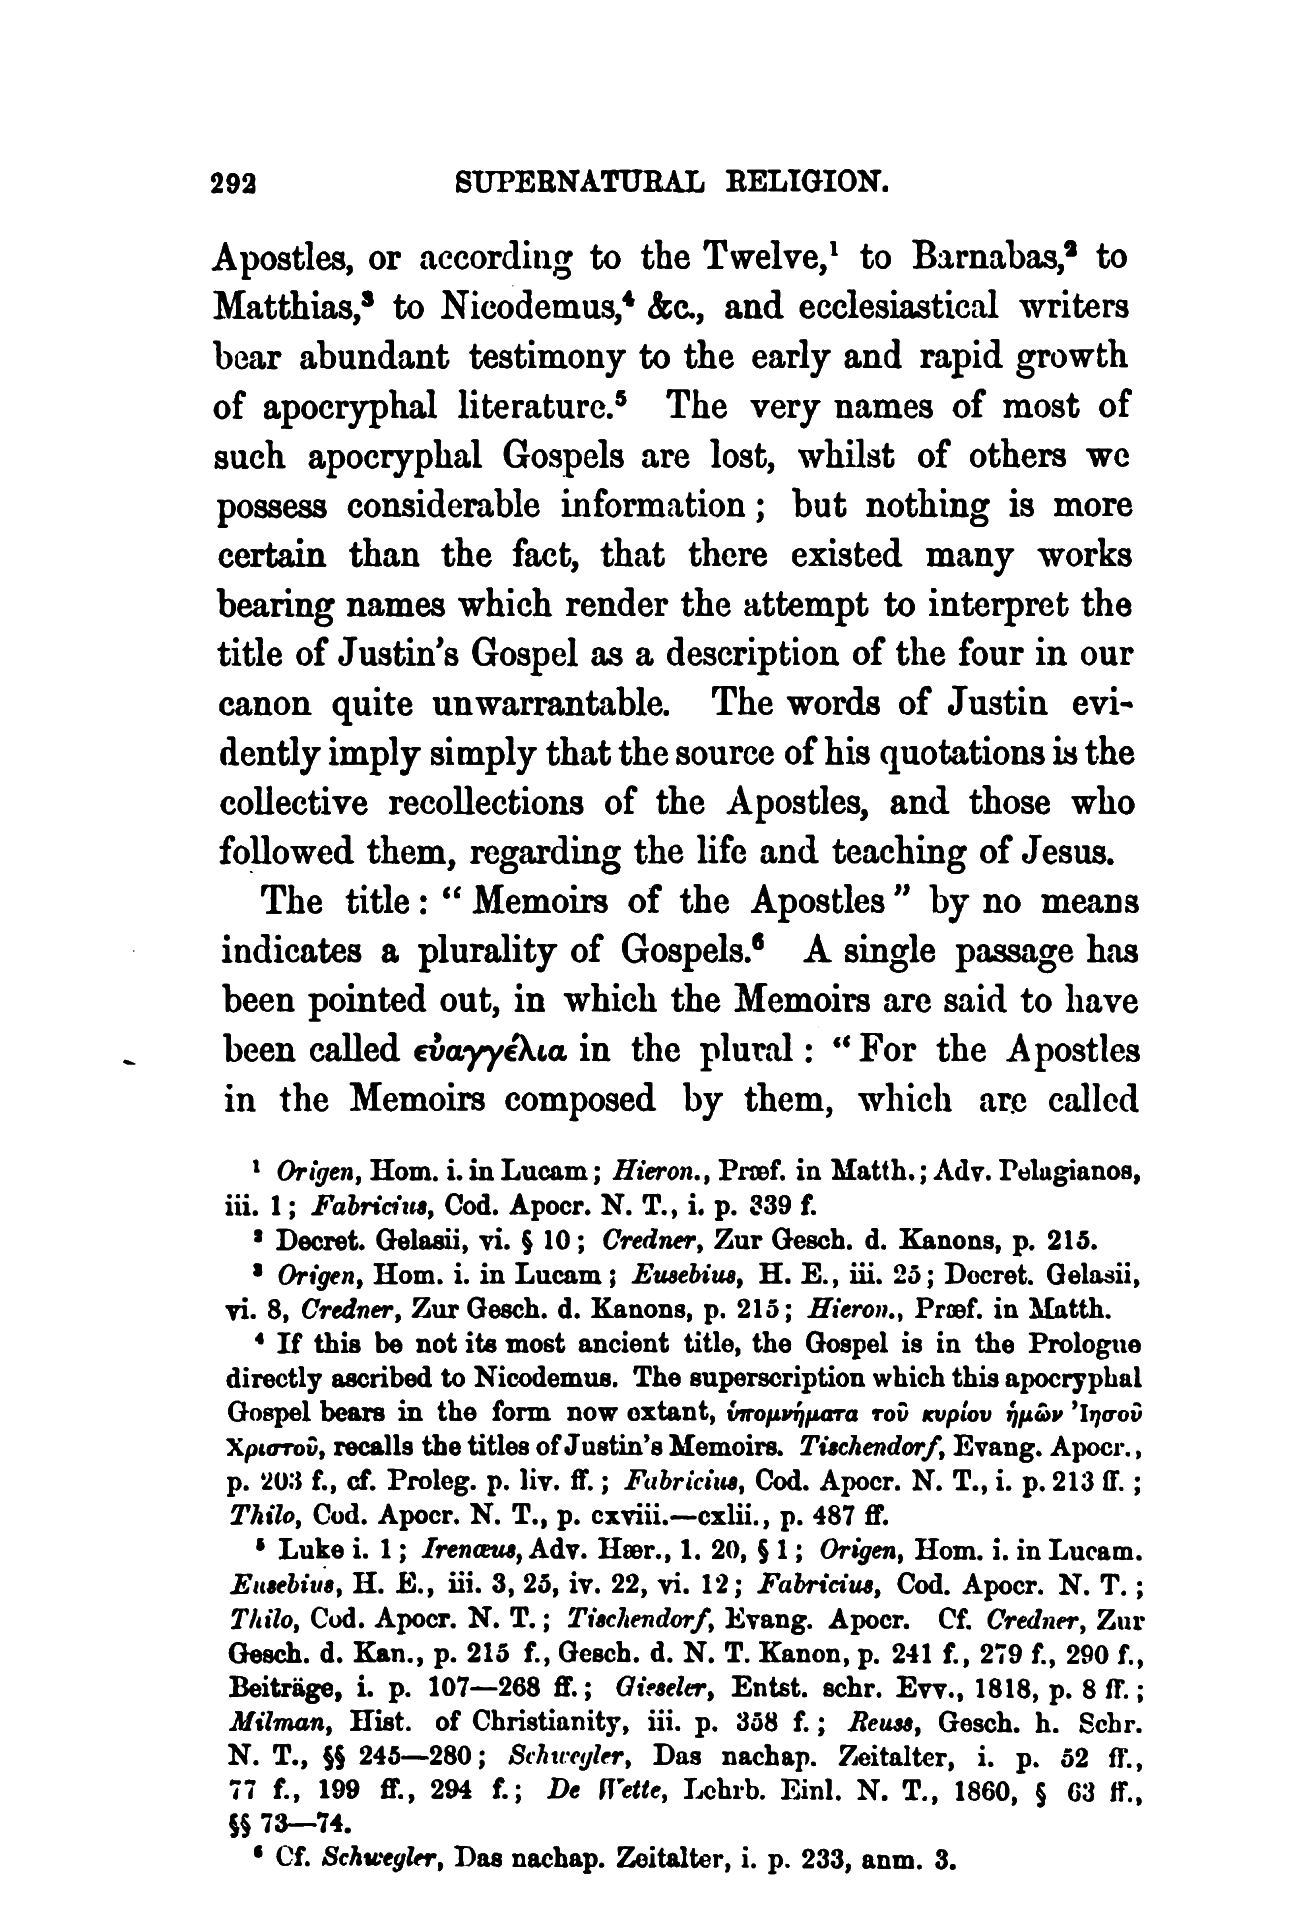 292 SUPERNATURAL RELIGION.
Apostles, or according to the Twelve,¹ to Barnabas,² to
Matthias,³ to Nicodemus,⁴ &c., and ecclesiastical writers
bear abundant testimony to the early and rapid growth
of apocryphal literature.⁵ The very names of most of
such apocryphal Gospels are lost, whilst of others we
possess considerable information; but nothing is more
certain than the fact, that there existed many works
bearing names which render the attempt to interpret the
title of Justin's Gospel as a description of the four in our
canon quite unwarrantable. The words of Justin evi-
dently imply simply that the source of his quotations is the
collective recollections of the Apostles, and those who
followed them, regarding the life and teaching of Jesus.
The title: “Memoirs of the Apostles” by no means
indicates a plurality of Gospels.⁶ A single passage has
been pointed out, in which the Memoirs are said to have
been called εὐαγγέλια in the plural: “For the Apostles
in the Memoirs composed by them, which are called
¹ Origen, Hom. i. in Lucam; Hieron., Præf. in Matth.; Adv. Pelagianos,
iii. 1; Fabricius, Cod. Apocr. N. T., i. p. 339 f.
² Decret. Gelasii, vi. § 10; Credner, Zur Gesch. d. Kanons, p. 215.
³ Origen, Hom. i. in Lucam; Eusebius, H. E., iii. 25; Decret. Gelasii,
vi. 8, Credner, Zur Gesch. d. Kanons, p. 215; Hieron., Præf. in Matth.
⁴ If this be not its most ancient title, the Gospel is in the Prologue
directly ascribed to Nicodemus. The superscription which this apocryphal
Gospel bears in the form now extant, ὑπομνήματα τοῦ κυρίου ἡμῶν Ἰησοῦ
Χριστοῦ, recalls the titles of Justin's Memoirs. Tischendorf, Evang. Apocr.,
p. 203 f., cf. Proleg. p. liv. ff.; Fabricius, Cod. Apocr. N. T., i. p. 213 ff.;
Thilo, Cod. Apocr. N. T., p. cxviii.—cxlii., p. 487 ff.
⁵ Luke i. 1; Irenæus, Adv. Hær., 1. 20, § 1; Origen, Hom. i. in Lucam.
Eusebius, H. E., iii. 3, 25, iv. 22, vi. 12; Fabricius, Cod. Apocr. N. T.;
Thilo, Cod. Apocr. N. T.; Tischendorf, Evang. Apocr. Cf. Credner, Zur
Gesch. d. Kan., p. 215 f., Gesch. d. N. T. Kanon, p. 241 f., 279 f., 290 f.,
Beiträge, i. p. 107—268 ff.; Gieseler, Entst. schr. Evv., 1818, p. 8 ff.;
Milman, Hist. of Christianity, iii. p. 358 f.; Reuss, Gesch. h. Schr.
N. T., §§ 245—280; Schwegler, Das nachap. Zeitalter, i. p. 52 ff.,
77 f., 199 ff., 294 f.; De Wette, Lehrb. Einl. N. T., 1860, § 63 ff.,
§§ 73—74.
⁶ Cf. Schwegler, Das nachap. Zeitalter, i. p. 233, anm. 3.